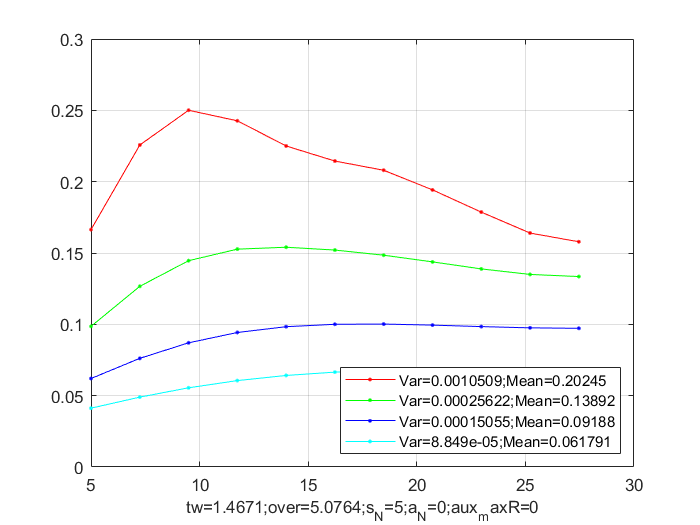 0.3
0.25
0.2
0.15
0.1
0.05
0
Var=0.0010509;Mean=0.20245
Var=0.00025622;Mean=0.13892
Var=0.00015055;Mean=0.09188
Var=8.849e-05;Mean=0.061791
5 10 15 20 25 30
tw=1.4671;over=5.0764;s_N=5;a_N=0;aux_maxR=0